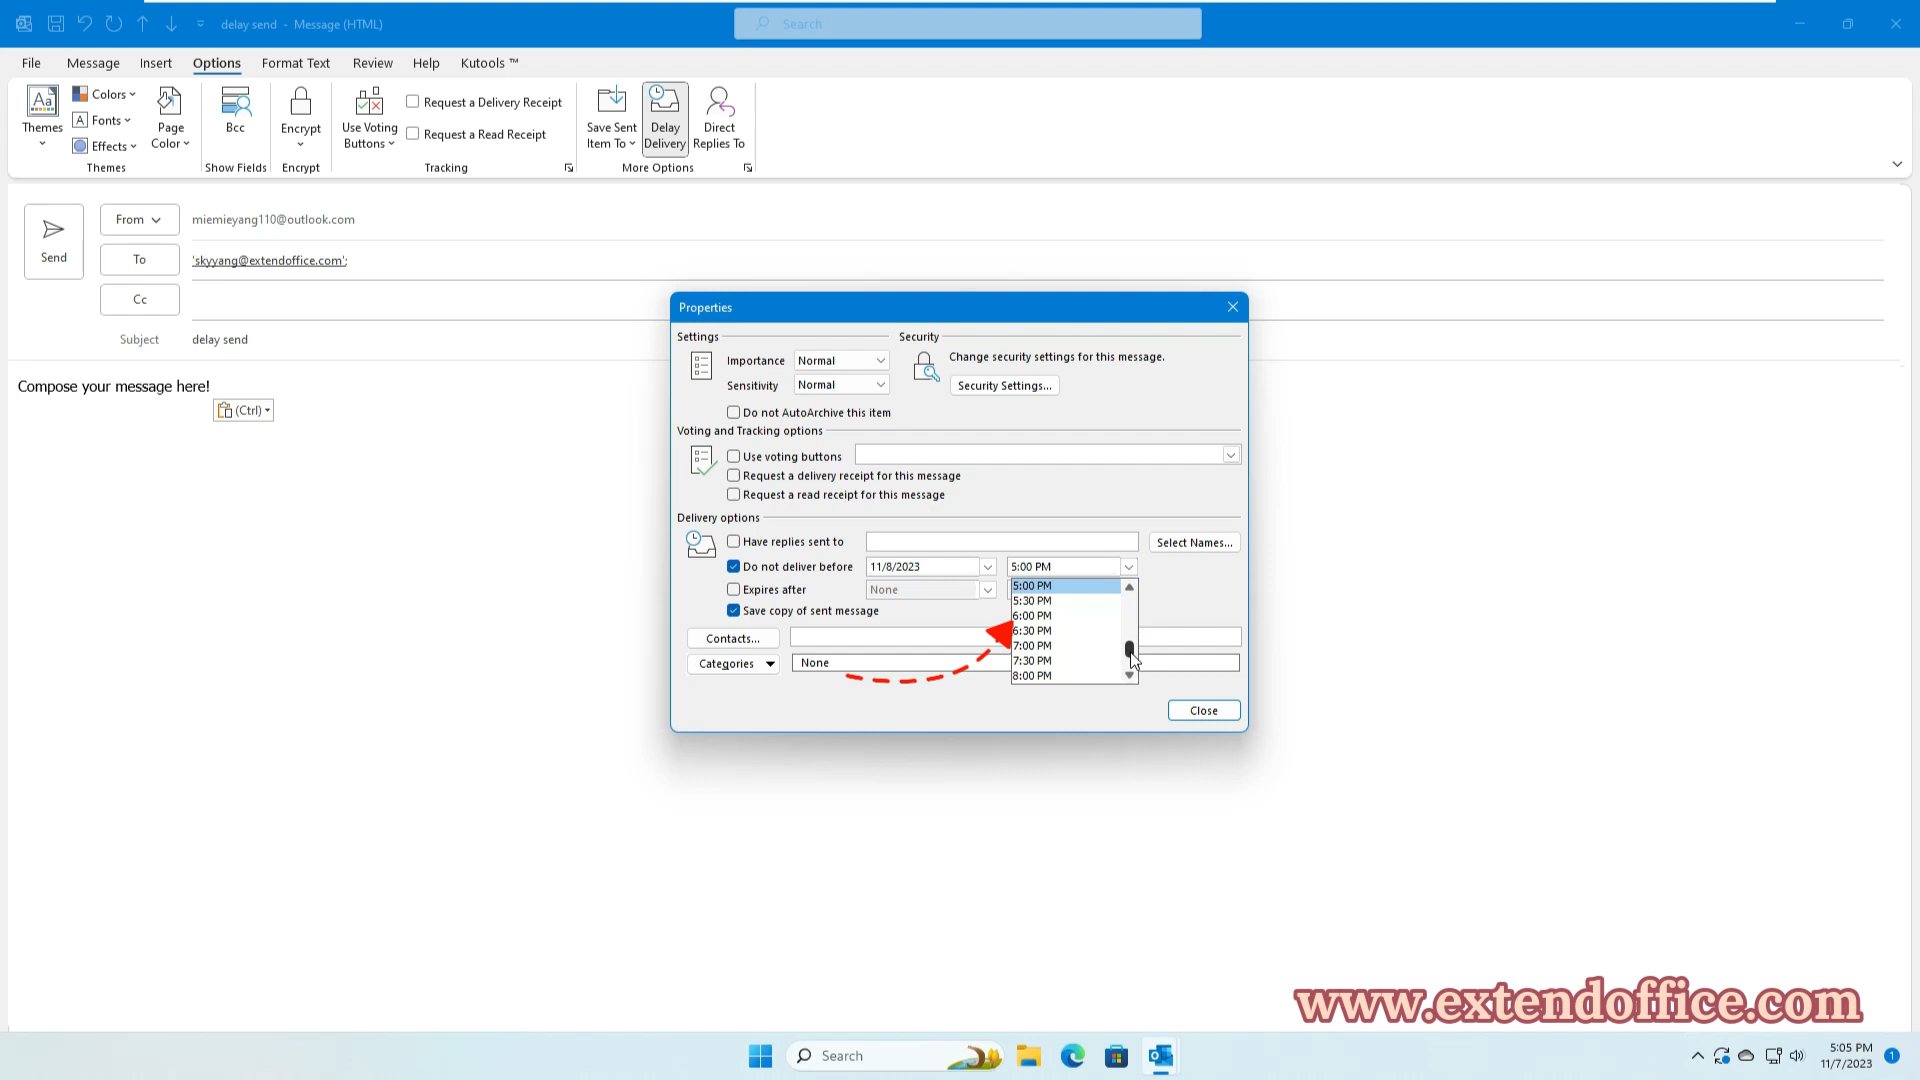 delay send - Message (HTML)
Search
File Message Insert Options Format Text Review Help Kutools ™
Themes
Colors
Fonts
Effects
Page
Color
Themes
Bcc
Show Fields
Encrypt
Encrypt
Use Voting
Buttons
Request a Delivery Receipt
Request a Read Receipt
Tracking
Save Sent
Item To
Delay
Delivery
Direct
Replies To
More Options
Send
From
miemieyang110@outlook.com
To
'skyyang@extendoffice.com';
Cc
Subject
delay send
Compose your message here!
(Ctrl)
Properties
Settings
Importance Normal
Sensitivity Normal
Do not AutoArchive this item
Security
Change security settings for this message.
Security Settings...
Voting and Tracking options
Use voting buttons
Request a delivery receipt for this message
Request a read receipt for this message
Delivery options
Have replies sent to
Select Names...
Do not deliver before 11/8/2023 5:00 PM
Expires after None
Save copy of sent message
5:00 PM
5:30 PM
6:00 PM
6:30 PM
7:00 PM
7:30 PM
8:00 PM
Contacts...
Categories None
Close
www.extendoffice.com
Search
5:05 PM
11/7/2023
1